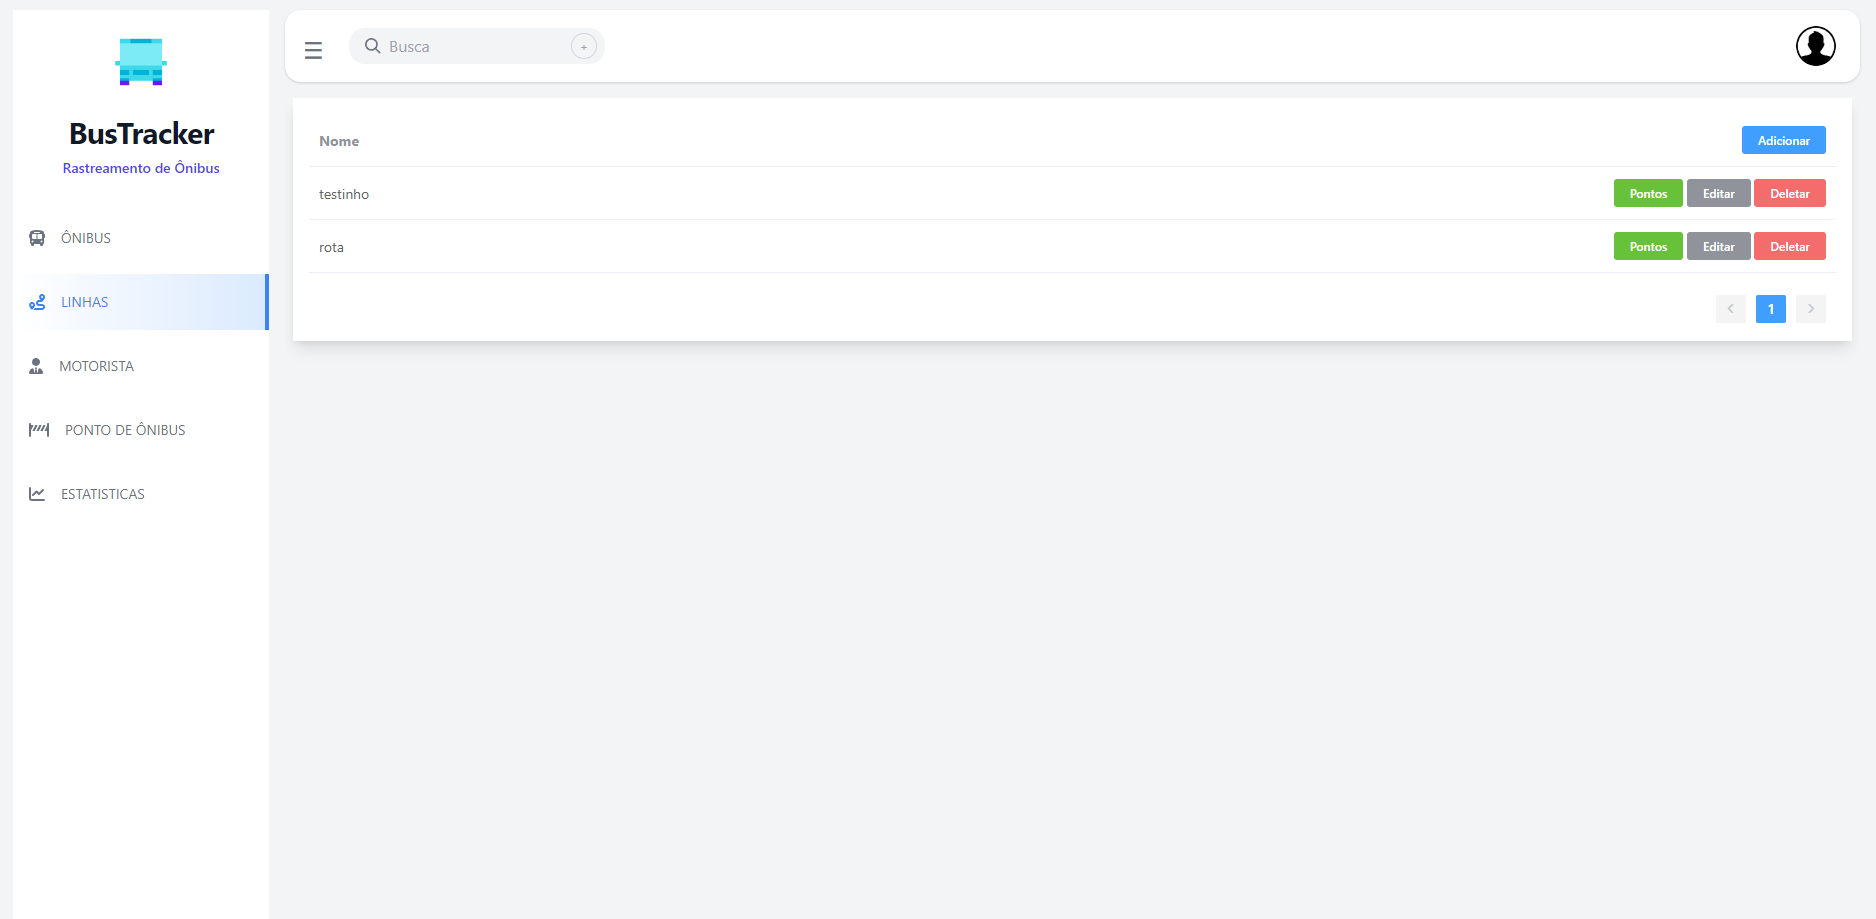 BusTracker
Rastreamento de Ônibus
ÔNIBUS
LINHAS
MOTORISTA
PONTO DE ÔNIBUS
ESTATISTICAS
Busca +
Nome Adicionar
testinho Pontos Editar Deletar
rota Pontos Editar Deletar
1